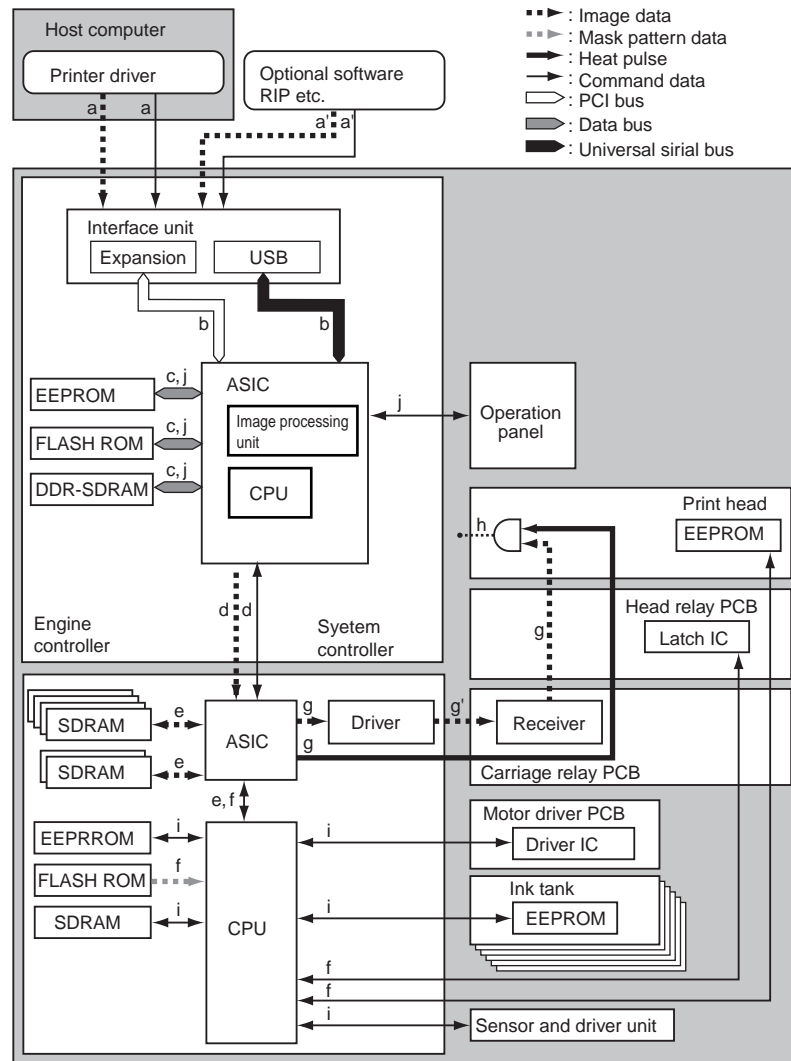 Host computer
Printer driver
a
a
Optional software
RIP etc.
a'
a'
: Image data
: Mask pattern data
: Heat pulse
: Command data
: PCI bus
: Data bus
: Universal sirial bus
Interface unit
Expansion
USB
b
b
ASIC
Image processing
unit
CPU
EEPROM
c, j
FLASH ROM
c, j
DDR-SDRAM
c, j
j
Operation
panel
Print head
EEPROM
h
Head relay PCB
Latch IC
g
d
d
Engine
controller
Syetem
controller
SDRAM
e
SDRAM
e
ASIC
g
Driver
g'
Receiver
g
Carriage relay PCB
e, f
EEPRROM
i
FLASH ROM
f
SDRAM
i
CPU
i
Motor driver PCB
Driver IC
i
Ink tank
EEPROM
f
f
i
Sensor and driver unit